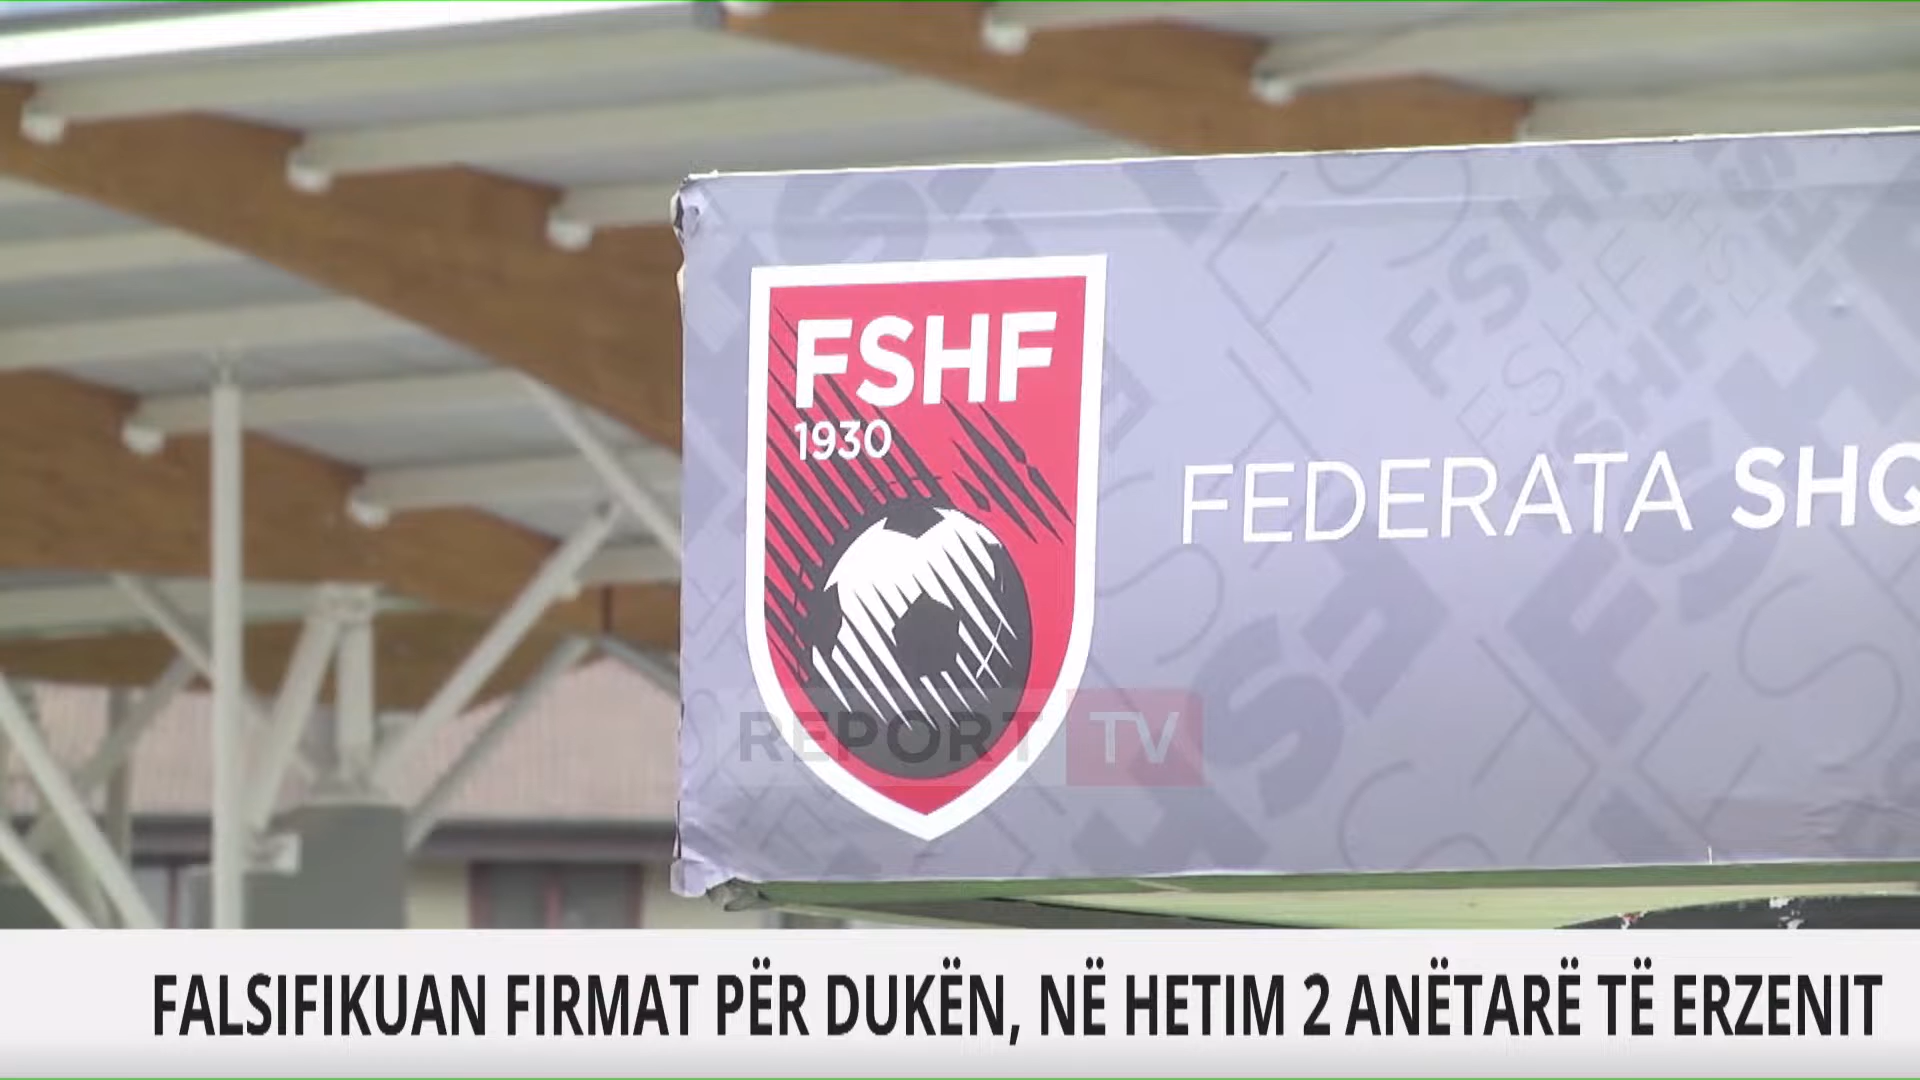 FSHF
1930
FEDERATA SHQ
REPORT TV
FALSIFIKUAN FIRMAT PËR DUKËN, NË HETIM 2 ANËTARË TË ERZENIT